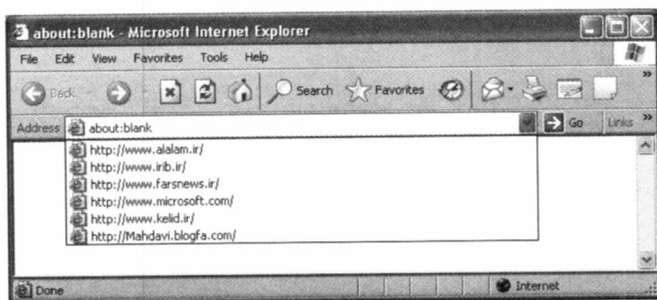 about:blank - Microsoft Internet Explorer
File Edit View Favorites Tools Help
Back Search Favorites »
Address about:blank Go Links »
http://www.alalam.ir/
http://www.irib.ir/
http://www.farsnews.ir/
http://www.microsoft.com/
http://www.kelid.ir/
http://Mahdavi.blogfa.com/
Done Internet